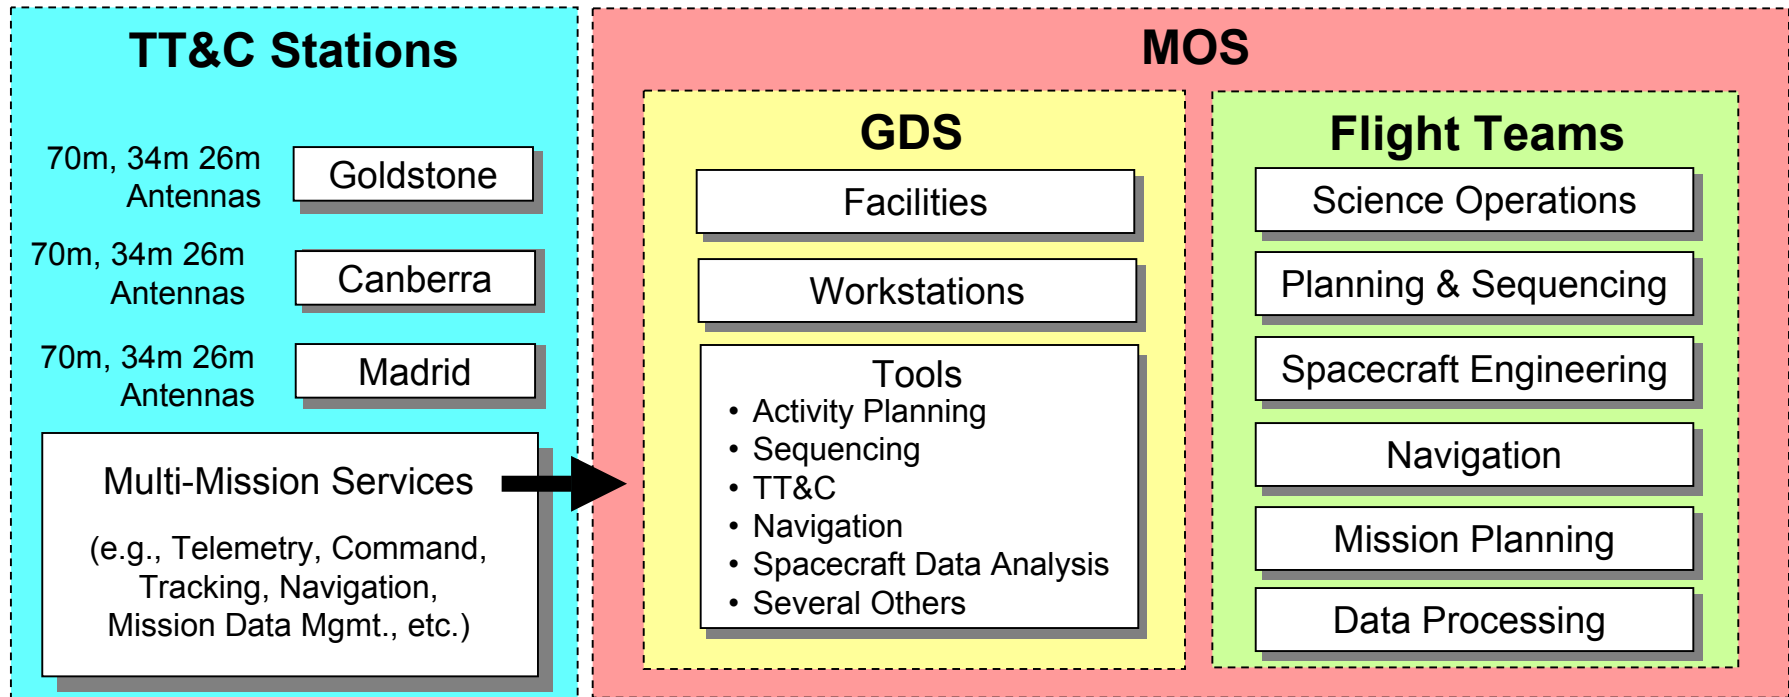 TT&C Stations
70m, 34m 26m
Antennas
Goldstone
70m, 34m 26m
Antennas
Canberra
70m, 34m 26m
Antennas
Madrid
Multi-Mission Services
(e.g., Telemetry, Command,
Tracking, Navigation,
Mission Data Mgmt., etc.)
MOS
GDS
Facilities
Workstations
Tools
• Activity Planning
• Sequencing
• TT&C
• Navigation
• Spacecraft Data Analysis
• Several Others
Flight Teams
Science Operations
Planning & Sequencing
Spacecraft Engineering
Navigation
Mission Planning
Data Processing